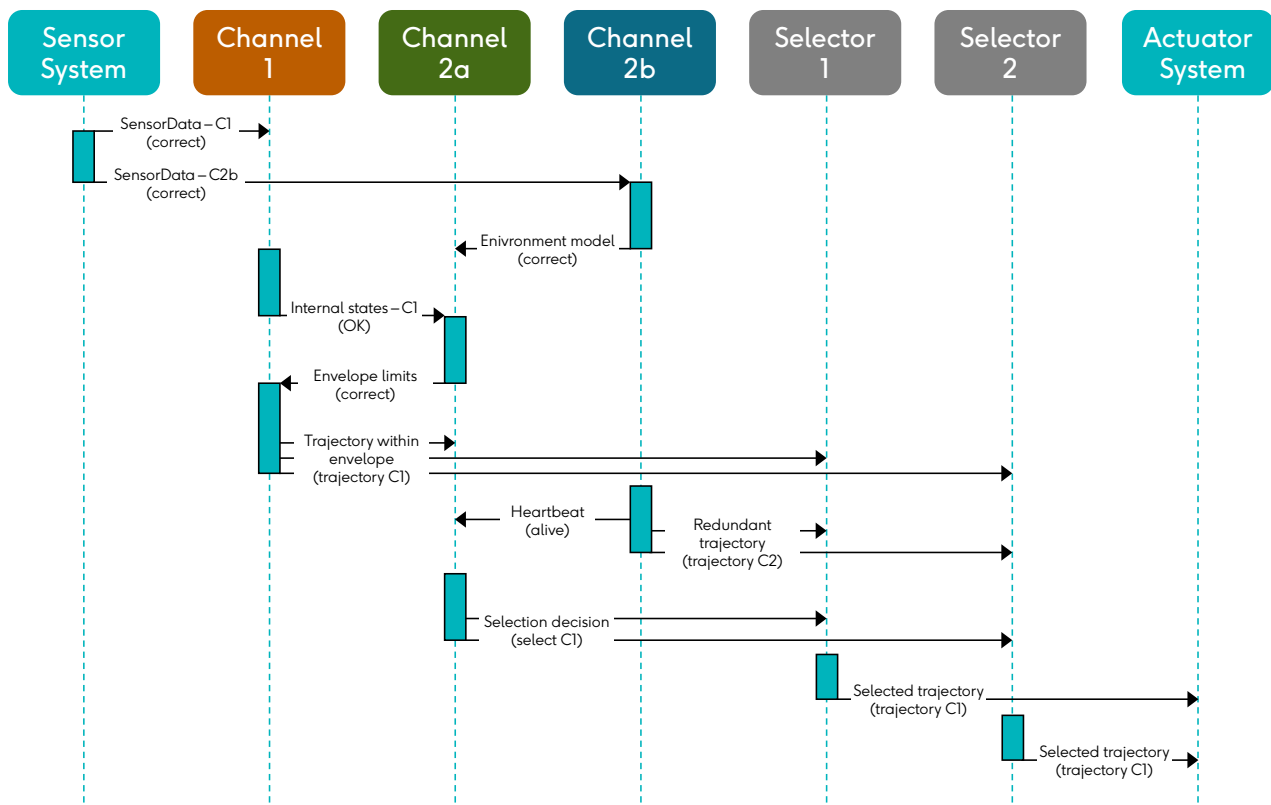 Sensor
System
Channel
1
Channel
2a
Channel
2b
Selector
1
Selector
2
Actuator
System
SensorData – C1
(correct)
SensorData – C2b
(correct)
Enivronment model
(correct)
Internal states – C1
(OK)
Envelope limits
(correct)
Trajectory within
envelope
(trajectory C1)
Heartbeat
(alive)
Redundant
trajectory
(trajectory C2)
Selection decision
(select C1)
Selected trajectory
(trajectory C1)
Selected trajectory
(trajectory C1)